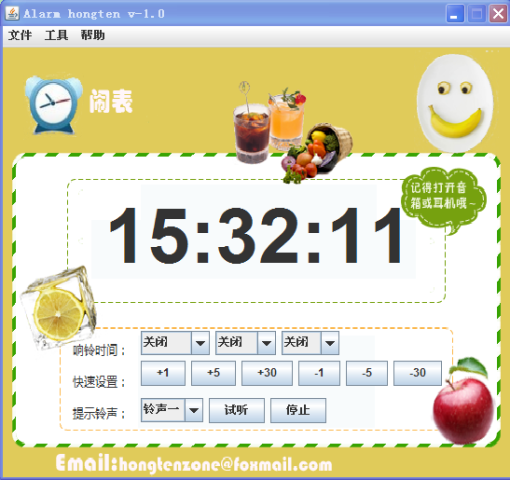 Alarm hongten v-1.0
文件 工具 帮助
闹表
记得打开音
箱或耳机哦~
15:32:11
响铃时间： 关闭 关闭 关闭
快速设置： +1 +5 +30 -1 -5 -30
提示铃声： 铃声一 试听 停止
Email:hongtenzone@foxmail.com